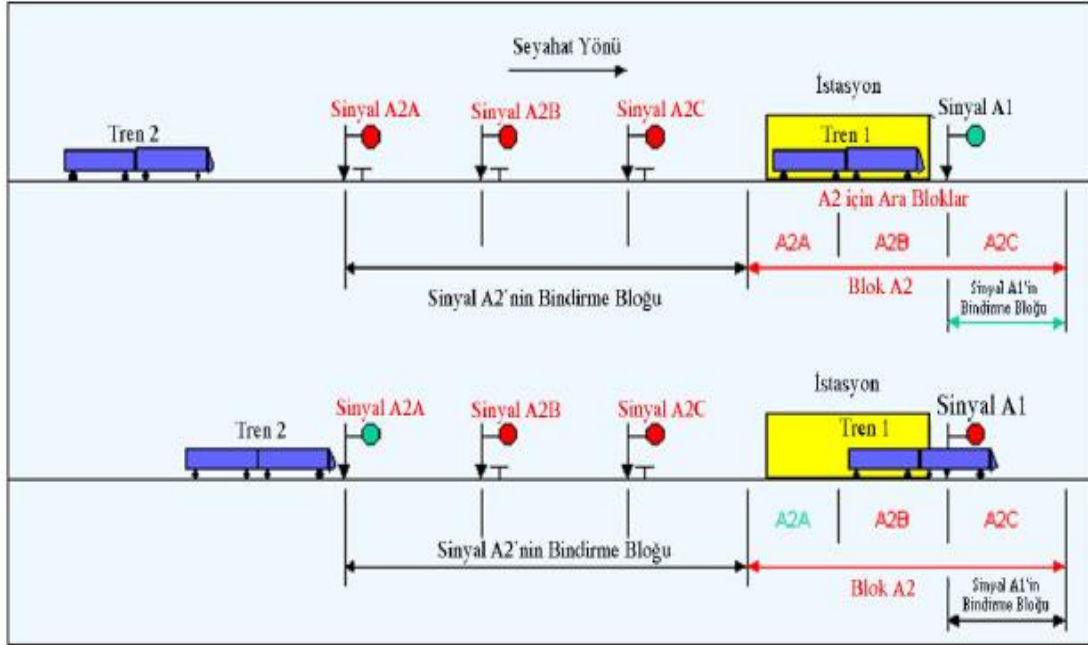 Seyahat Yönü
İstasyon
Sinyal A2A
Sinyal A2B
Sinyal A2C
Sinyal A1
Tren 2
Tren 1
A2 için Ara Bloklar
A2A
A2B
A2C
Sinyal A2'nin Bindirme Bloğu
Blok A2
Sinyal A1'in
Bindirme Bloğu
İstasyon
Sinyal A2A
Sinyal A2B
Sinyal A2C
Sinyal A1
Tren 2
Tren 1
A2A
A2B
A2C
Sinyal A2'nin Bindirme Bloğu
Blok A2
Sinyal A1'in
Bindirme Bloğu